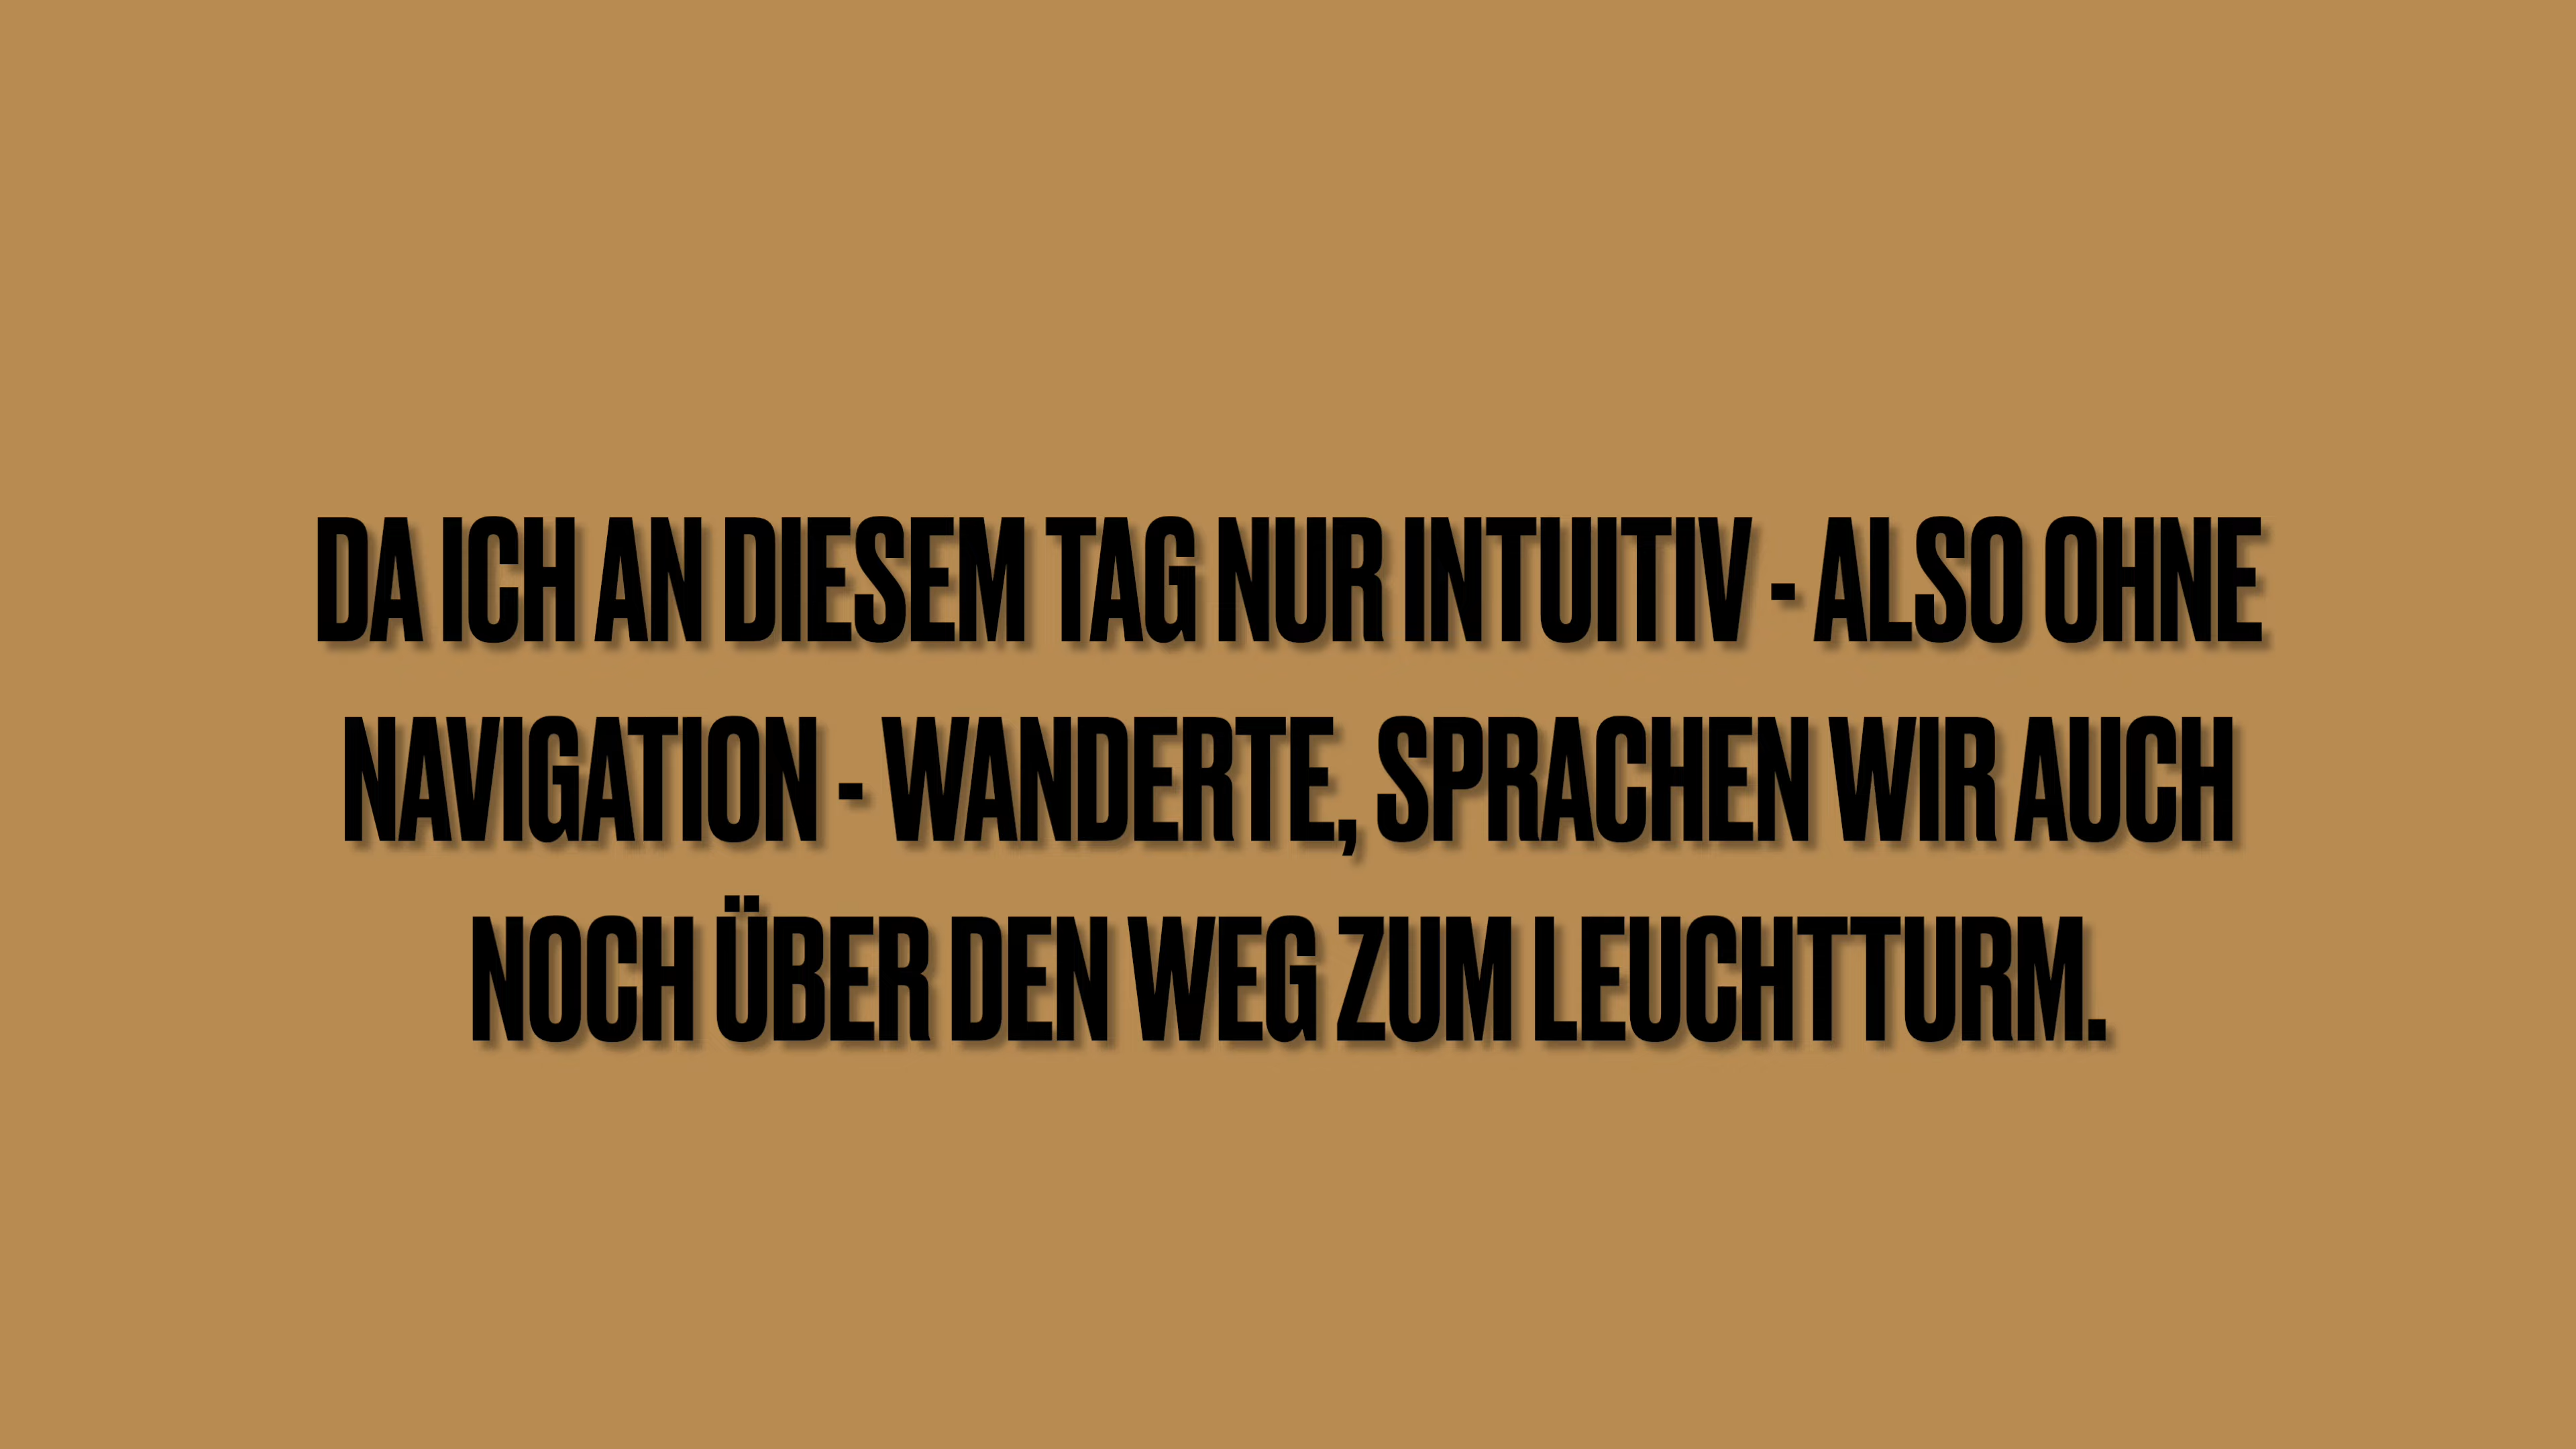 DA ICH AN DIESEM TAG NUR INTUITIV - ALSO OHNE
NAVIGATION - WANDERTE, SPRACHEN WIR AUCH
NOCH ÜBER DEN WEG ZUM LEUCHTTURM.